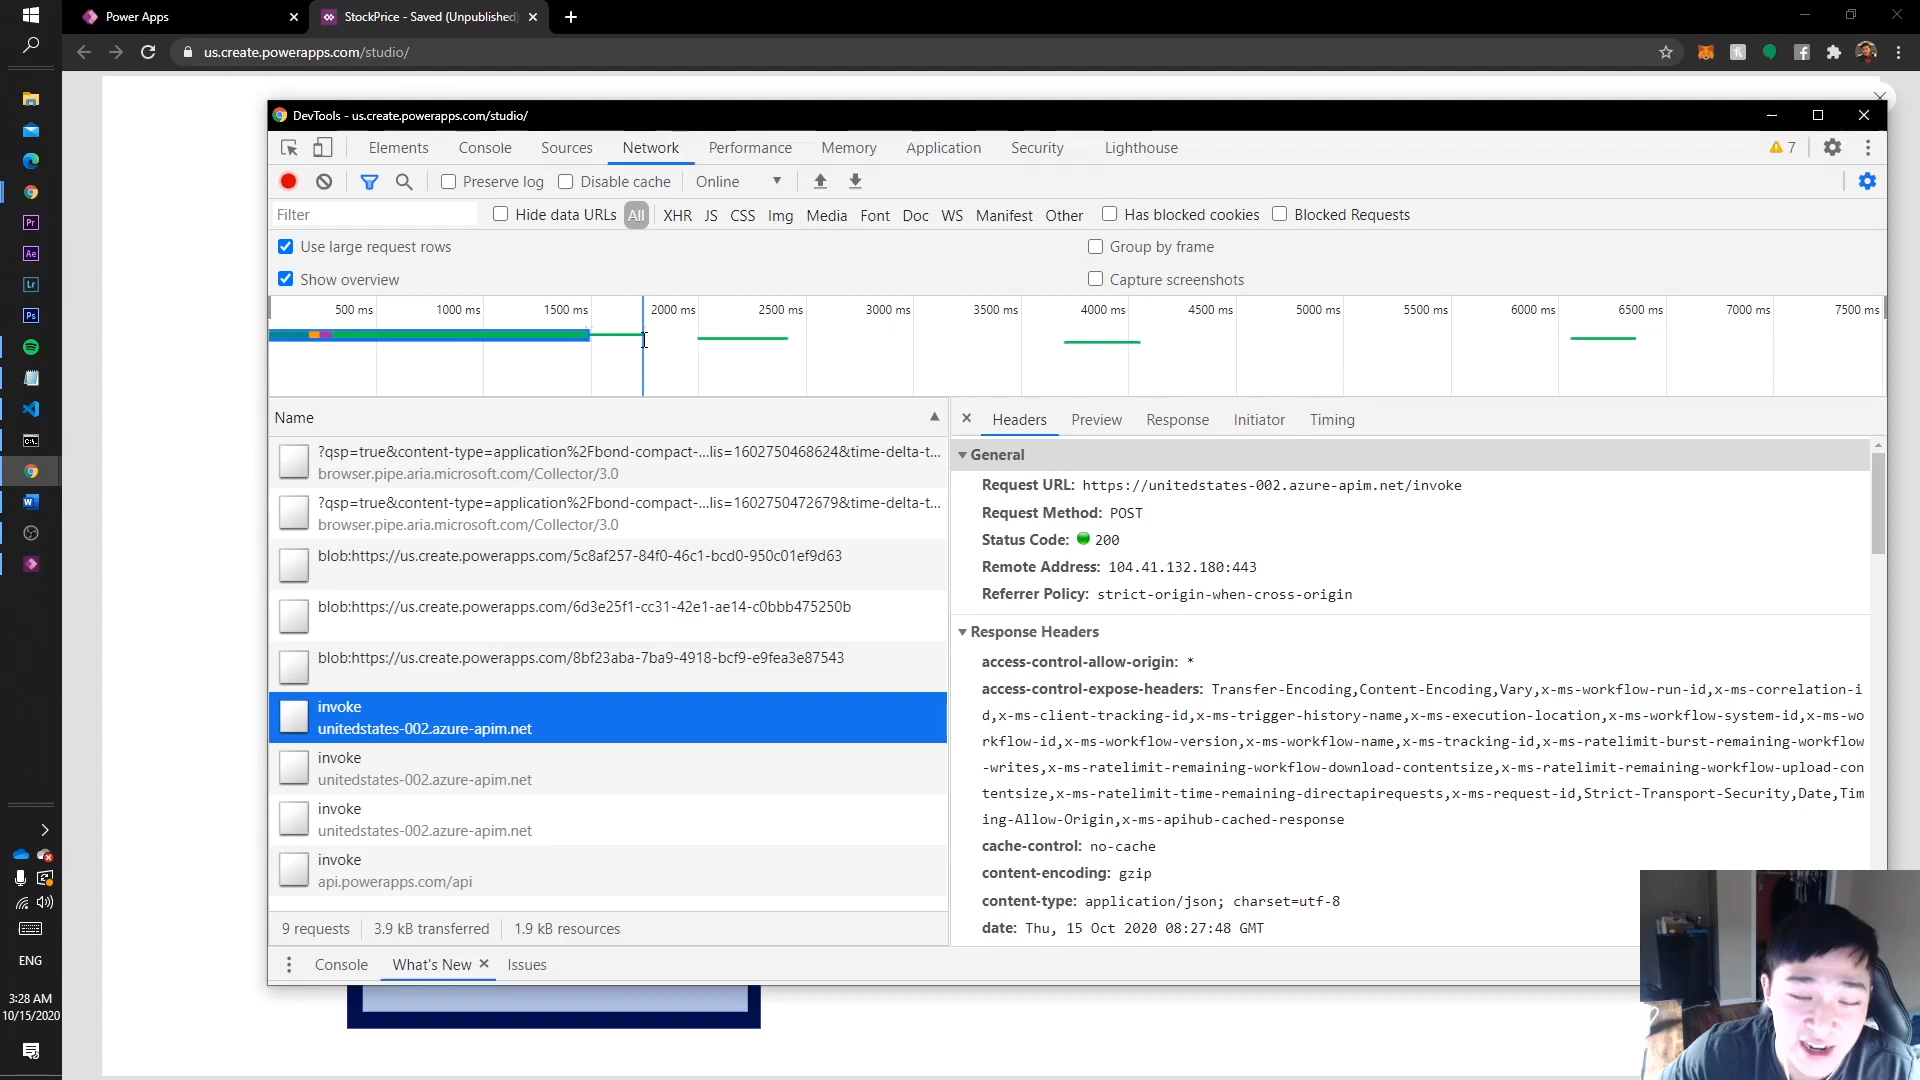 Power Apps
StockPrice - Saved (Unpublished)
us.create.powerapps.com/studio/
DevTools - us.create.powerapps.com/studio/
Elements Console Sources Network Performance Memory Application Security Lighthouse 7
Preserve log Disable cache Online
Filter Hide data URLs All XHR JS CSS Img Media Font Doc WS Manifest Other Has blocked cookies Blocked Requests
Use large request rows Group by frame
Show overview Capture screenshots
500 ms 1000 ms 1500 ms 2000 ms 2500 ms 3000 ms 3500 ms 4000 ms 4500 ms 5000 ms 5500 ms 6000 ms 6500 ms 7000 ms 7500 ms
Name
?qsp=true&content-type=application%2Fbond-compact-...lis=1602750468624&time-delta-t...
browser.pipe.aria.microsoft.com/Collector/3.0
?qsp=true&content-type=application%2Fbond-compact-...lis=1602750472679&time-delta-t...
browser.pipe.aria.microsoft.com/Collector/3.0
blob:https://us.create.powerapps.com/5c8af257-84f0-46c1-bcd0-950c01ef9d63
blob:https://us.create.powerapps.com/6d3e25f1-cc31-42e1-ae14-c0bbb475250b
blob:https://us.create.powerapps.com/8bf23aba-7ba9-4918-bcf9-e9fea3e87543
invoke
unitedstates-002.azure-apim.net
invoke
unitedstates-002.azure-apim.net
invoke
unitedstates-002.azure-apim.net
invoke
api.powerapps.com/api
9 requests 3.9 kB transferred 1.9 kB resources
Headers Preview Response Initiator Timing
General
Request URL: https://unitedstates-002.azure-apim.net/invoke
Request Method: POST
Status Code: 200
Remote Address: 104.41.132.180:443
Referrer Policy: strict-origin-when-cross-origin
Response Headers
access-control-allow-origin: *
access-control-expose-headers: Transfer-Encoding,Content-Encoding,Vary,x-ms-workflow-run-id,x-ms-correlation-i
d,x-ms-client-tracking-id,x-ms-trigger-history-name,x-ms-execution-location,x-ms-workflow-system-id,x-ms-wo
rkflow-id,x-ms-workflow-version,x-ms-workflow-name,x-ms-tracking-id,x-ms-ratelimit-burst-remaining-workflow
-writes,x-ms-ratelimit-remaining-workflow-download-contentsize,x-ms-ratelimit-remaining-workflow-upload-con
tentsize,x-ms-ratelimit-time-remaining-directapirequests,x-ms-request-id,Strict-Transport-Security,Date,Tim
ing-Allow-Origin,x-ms-apihub-cached-response
cache-control: no-cache
content-encoding: gzip
content-type: application/json; charset=utf-8
date: Thu, 15 Oct 2020 08:27:48 GMT
Console What's New Issues
Pr
Ae
Lr
Ps
ENG
3:28 AM
10/15/2020